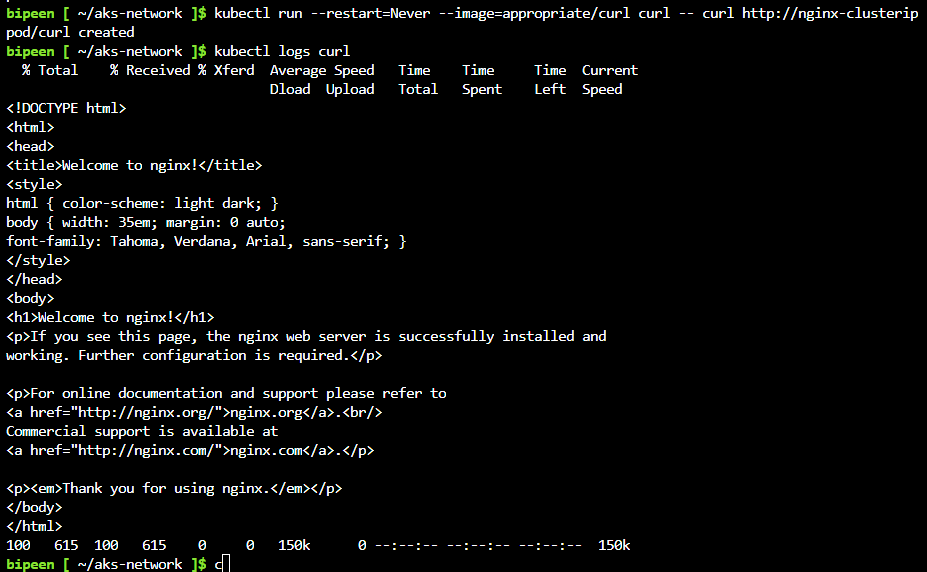 bipeen [ ~/aks-network ]$ kubectl run --restart=Never --image=appropriate/curl curl -- curl http://nginx-clusterip
pod/curl created
bipeen [ ~/aks-network ]$ kubectl logs curl
  % Total    % Received % Xferd  Average Speed   Time    Time     Time  Current
                                 Dload  Upload   Total   Spent    Left  Speed
<!DOCTYPE html>
<html>
<head>
<title>Welcome to nginx!</title>
<style>
html { color-scheme: light dark; }
body { width: 35em; margin: 0 auto;
font-family: Tahoma, Verdana, Arial, sans-serif; }
</style>
</head>
<body>
<h1>Welcome to nginx!</h1>
<p>If you see this page, the nginx web server is successfully installed and
working. Further configuration is required.</p>

<p>For online documentation and support please refer to
<a href="http://nginx.org/">nginx.org</a>.<br/>
Commercial support is available at
<a href="http://nginx.com/">nginx.com</a>.</p>

<p><em>Thank you for using nginx.</em></p>
</body>
</html>
100   615  100   615    0     0   150k      0 --:--:-- --:--:-- --:--:--  150k
bipeen [ ~/aks-network ]$ c